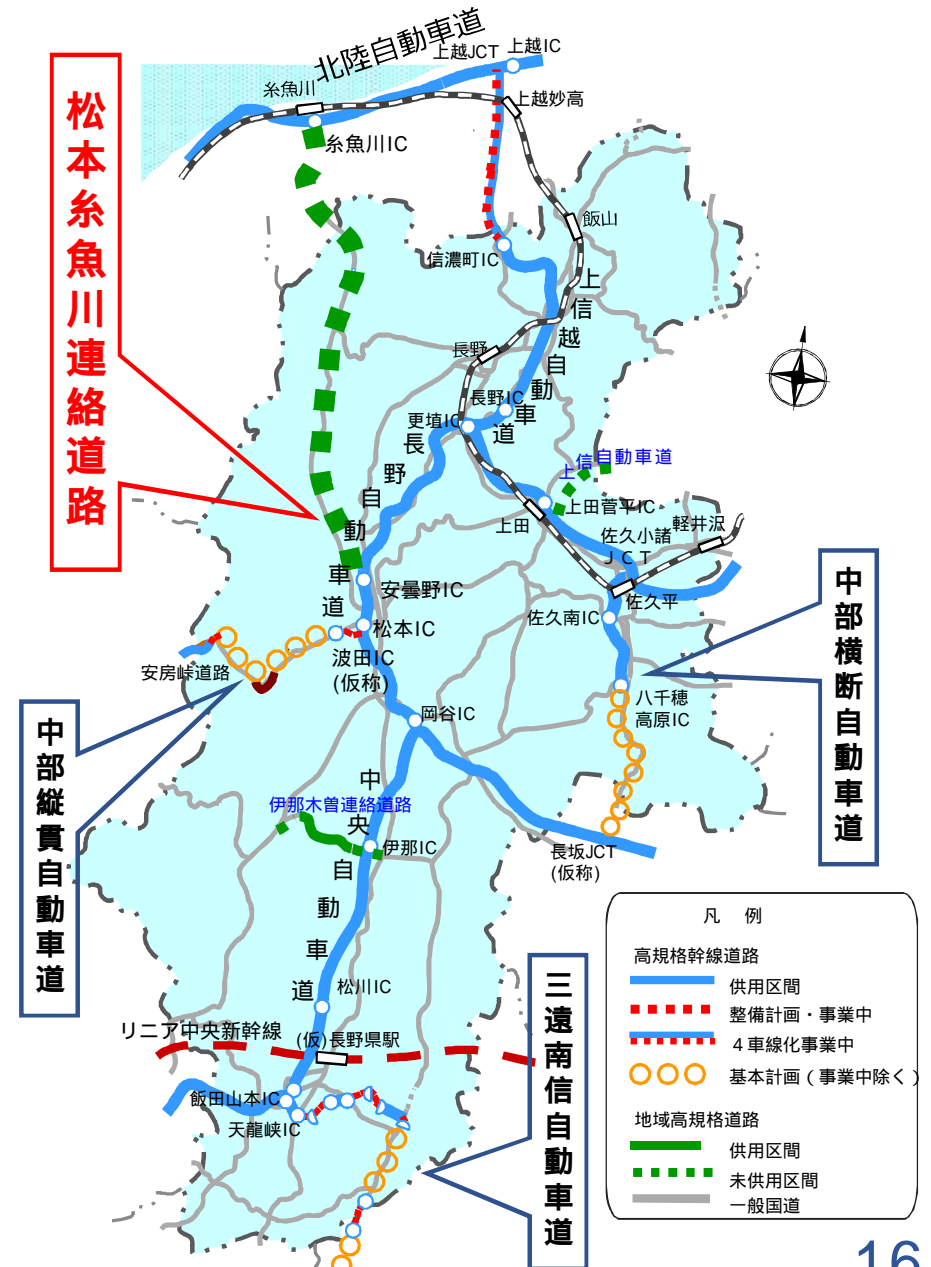 北陸自動車道
上越JCT
上越IC
松本糸魚川連絡道路
糸魚川
上越妙高
糸魚川IC
飯山
信濃町IC
上信越自動車道
長野
長野IC
更埴IC
長野自動車道
上信自動車道
上田菅平IC
上田
佐久小諸
JCT
軽井沢
安曇野IC
佐久平
佐久南IC
松本IC
波田IC
(仮称)
安房峠道路
八千穂
高原IC
中部横断自動車道
岡谷IC
中部縦貫自動車道
中央自動車道
伊那木曽連絡道路
伊那IC
長坂JCT
(仮称)
松川IC
リニア中央新幹線
(仮)長野県駅
飯田山本IC
天龍峡IC
三遠南信自動車道
凡 例
高規格幹線道路
供用区間
整備計画・事業中
4車線化事業中
基本計画(事業中除く)
地域高規格道路
供用区間
未供用区間
一般国道
16